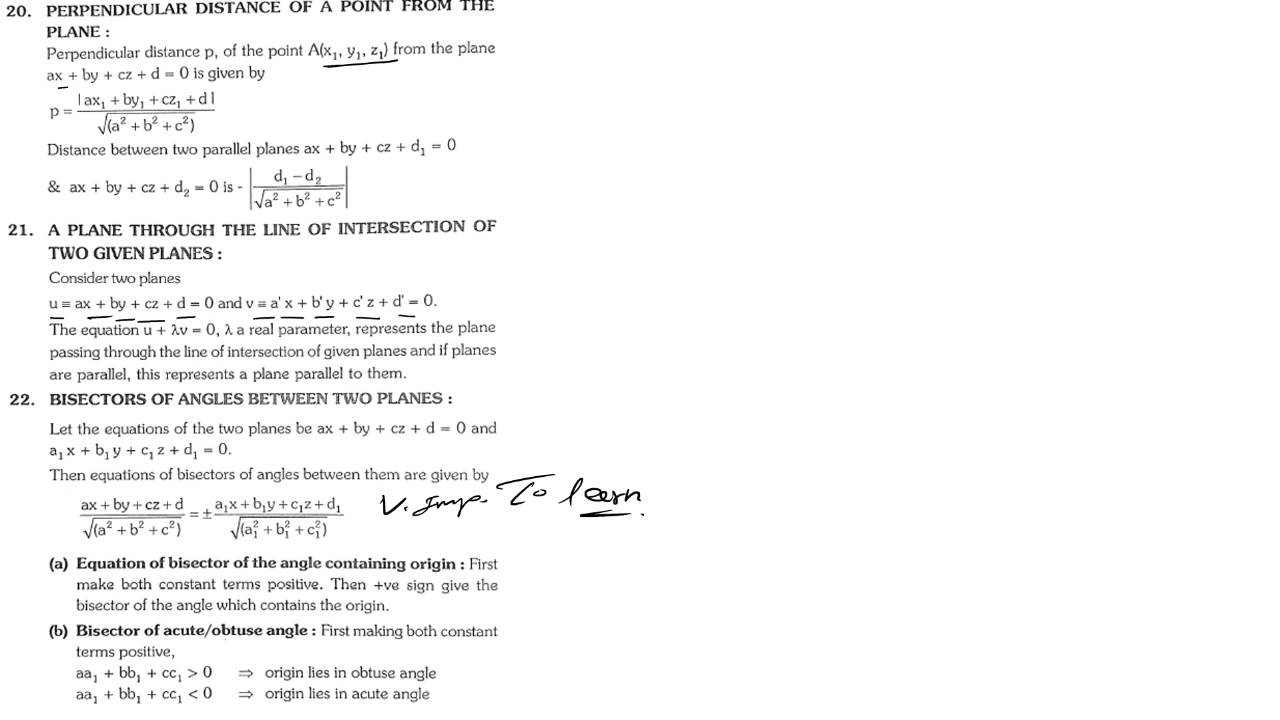 20. PERPENDICULAR DISTANCE OF A POINT FROM THE
PLANE :
Perpendicular distance p, of the point A(x₁, y₁, z₁) from the plane
ax + by + cz + d = 0 is given by
p = |ax₁ + by₁ + cz₁ + d| / √(a² + b² + c²)
Distance between two parallel planes ax + by + cz + d₁ = 0
& ax + by + cz + d₂ = 0 is - |(d₁ − d₂) / √a² + b² + c²|
21. A PLANE THROUGH THE LINE OF INTERSECTION OF
TWO GIVEN PLANES :
Consider two planes
u ≡ ax + by + cz + d = 0 and v ≡ a' x + b' y + c' z + d' = 0.
The equation u + λv = 0, λ a real parameter, represents the plane
passing through the line of intersection of given planes and if planes
are parallel, this represents a plane parallel to them.
22. BISECTORS OF ANGLES BETWEEN TWO PLANES :
Let the equations of the two planes be ax + by + cz + d = 0 and
a₁ x + b₁ y + c₁ z + d₁ = 0.
Then equations of bisectors of angles between them are given by
(ax + by + cz + d) / √(a² + b² + c²) = ± (a₁x + b₁y + c₁z + d₁) / √(a₁² + b₁² + c₁²) V. Imp. To learn.
(a) Equation of bisector of the angle containing origin : First
make both constant terms positive. Then +ve sign give the
bisector of the angle which contains the origin.
(b) Bisector of acute/obtuse angle : First making both constant
terms positive,
aa₁ + bb₁ + cc₁ > 0 ⇒ origin lies in obtuse angle
aa₁ + bb₁ + cc₁ < 0 ⇒ origin lies in acute angle